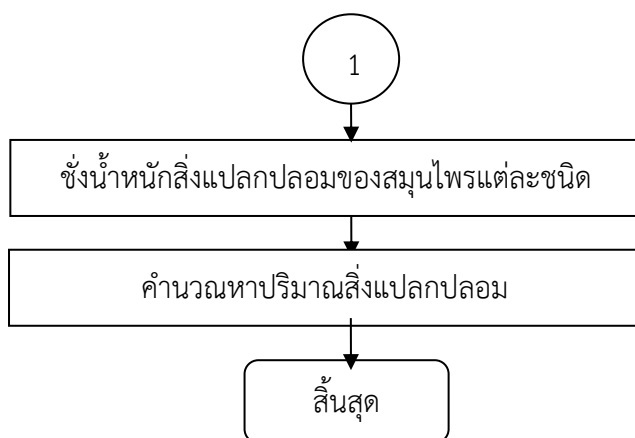 1
ชั่งน้ำหนักสิ่งแปลกปลอมของสมุนไพรแต่ละชนิด
คำนวณหาปริมาณสิ่งแปลกปลอม
สิ้นสุด